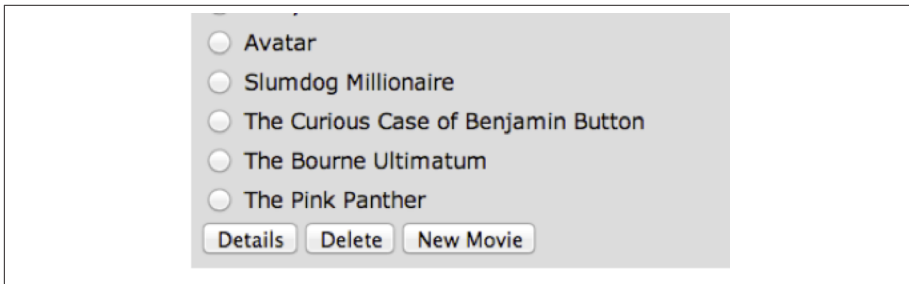 Avatar
Slumdog Millionaire
The Curious Case of Benjamin Button
The Bourne Ultimatum
The Pink Panther
Details Delete New Movie